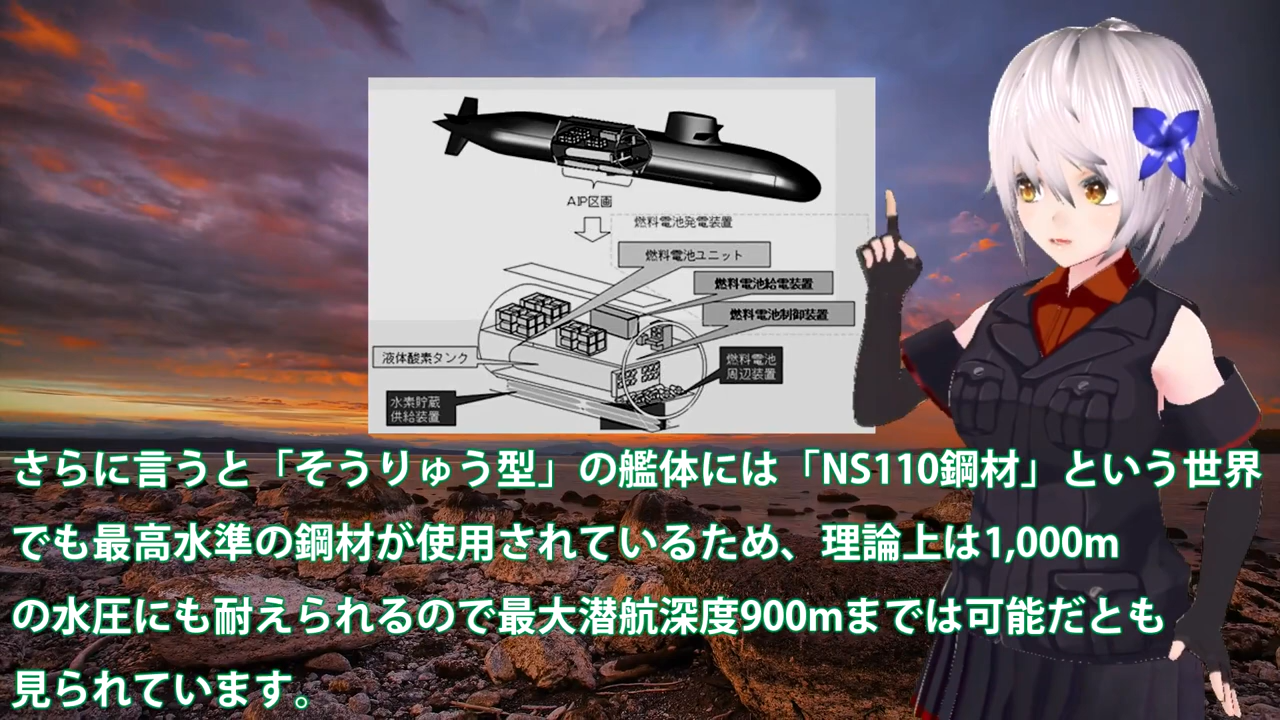 AIP区画
燃料電池発電装置
燃料電池ユニット
燃料電池給電装置
燃料電池制御装置
液体酸素タンク
燃料電池
周辺装置
水素貯蔵
供給装置
さらに言うと「そうりゅう型」の艦体には「NS110鋼材」という世界
でも最高水準の鋼材が使用されているため、理論上は1,000m
の水圧にも耐えられるので最大潜航深度900mまでは可能だとも
見られています。